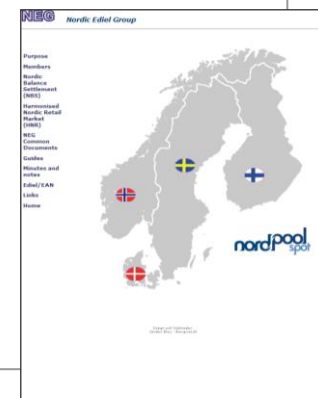 NEG Nordic Ediel Group
Purpose
Members
Nordic
Balance
Settlement
(NBS)
Harmonised
Nordic Retail
Market
(HNR)
NEG
Common
Documents
Guides
Minutes and
notes
Ediel/EAN
Links
Home
nordpool
spot